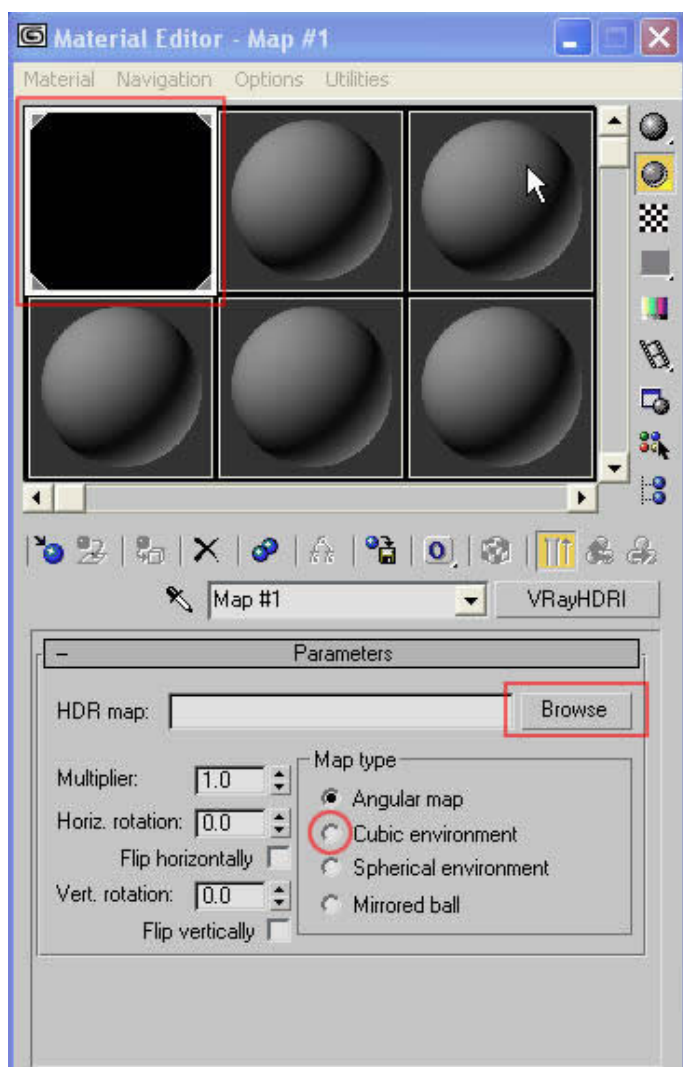 Material Editor - Map #1
Material Navigation Options Utilities
Map #1 VRayHDRI
- Parameters
HDR map: Browse
Multiplier: 1.0
Horiz. rotation: 0.0
Flip horizontally
Vert. rotation: 0.0
Flip vertically
Map type
Angular map
Cubic environment
Spherical environment
Mirrored ball